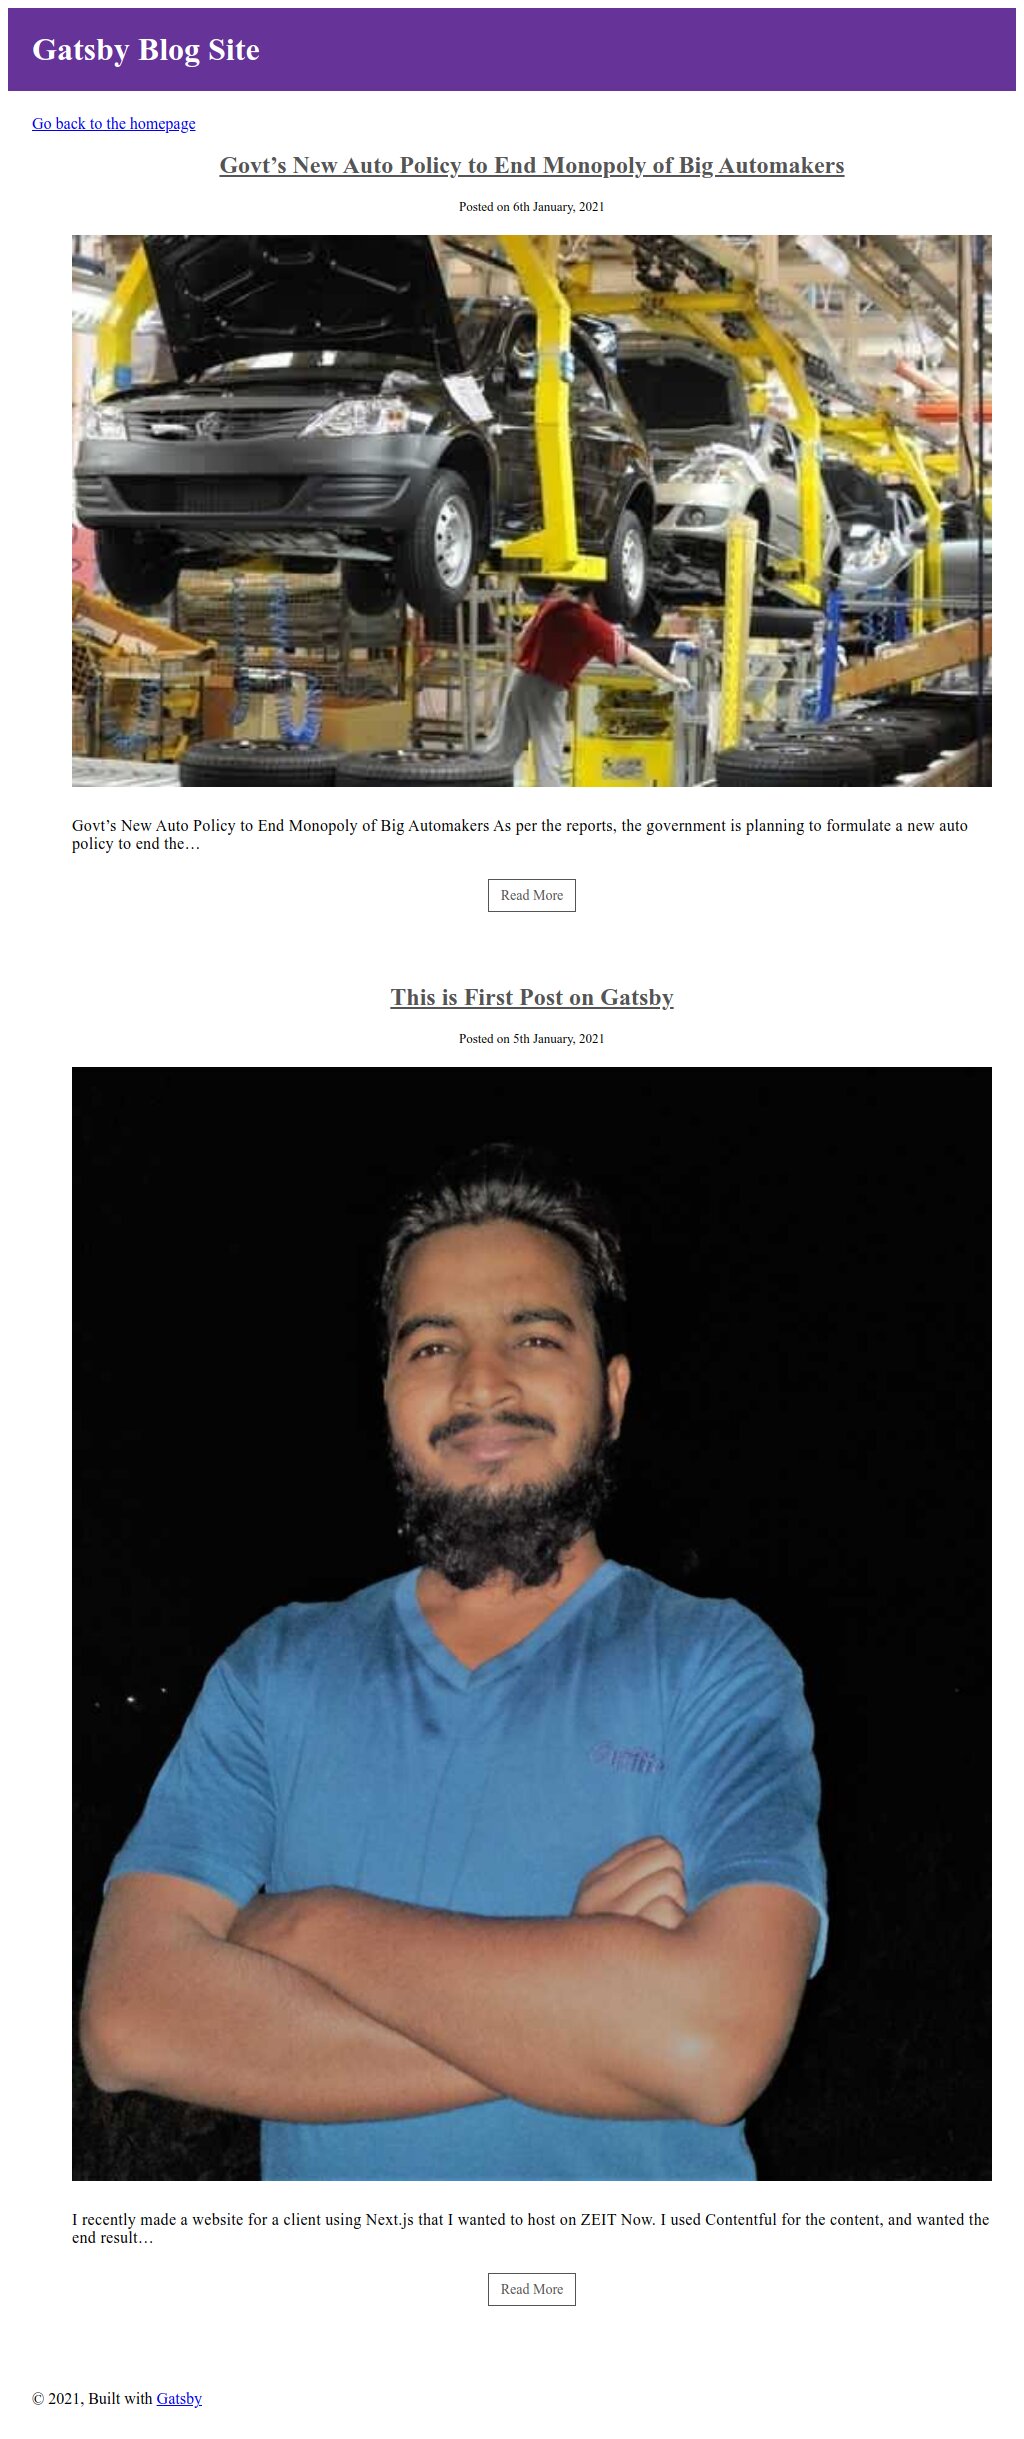 Gatsby Blog Site
Go back to the homepage
Govt’s New Auto Policy to End Monopoly of Big Automakers
Posted on 6th January, 2021
Govt’s New Auto Policy to End Monopoly of Big Automakers As per the reports, the government is planning to formulate a new auto
policy to end the…
Read More
This is First Post on Gatsby
Posted on 5th January, 2021
I recently made a website for a client using Next.js that I wanted to host on ZEIT Now. I used Contentful for the content, and wanted the
end result…
Read More
© 2021, Built with Gatsby